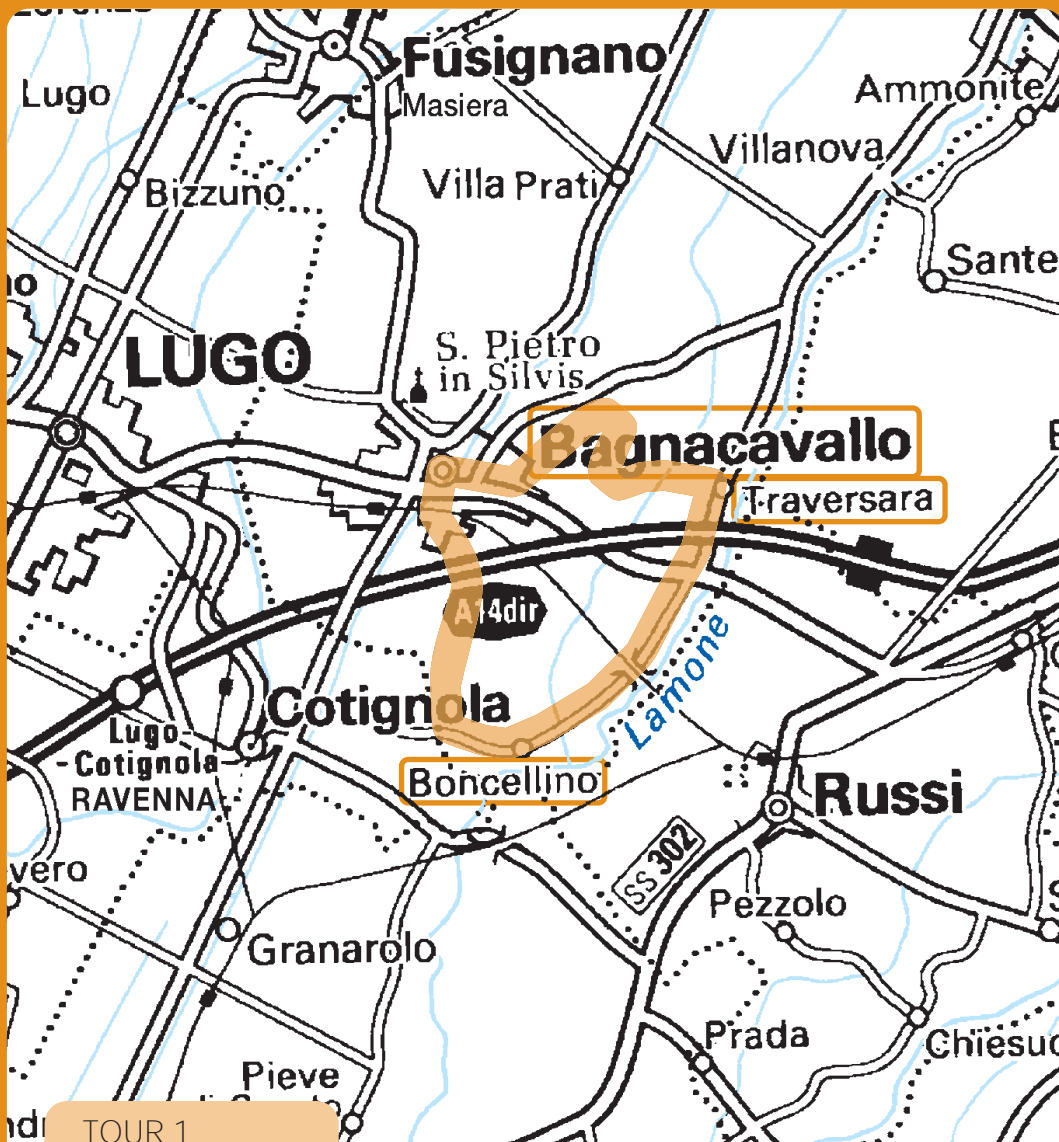 Fusignano
Lugo
Masiera
Ammonite
Villanova
Villa Prati
Bizzuno
Sante
LUGO
S. Pietro
in Silvis
Bagnacavallo
Traversara
A14dir
Lamone
Cotignola
Lugo-
-Cotignola
RAVENNA
Boncellino
Russi
SS 302
vero
Pezzolo
Granarolo
Prada
Chiesuo
Pieve
TOUR 1